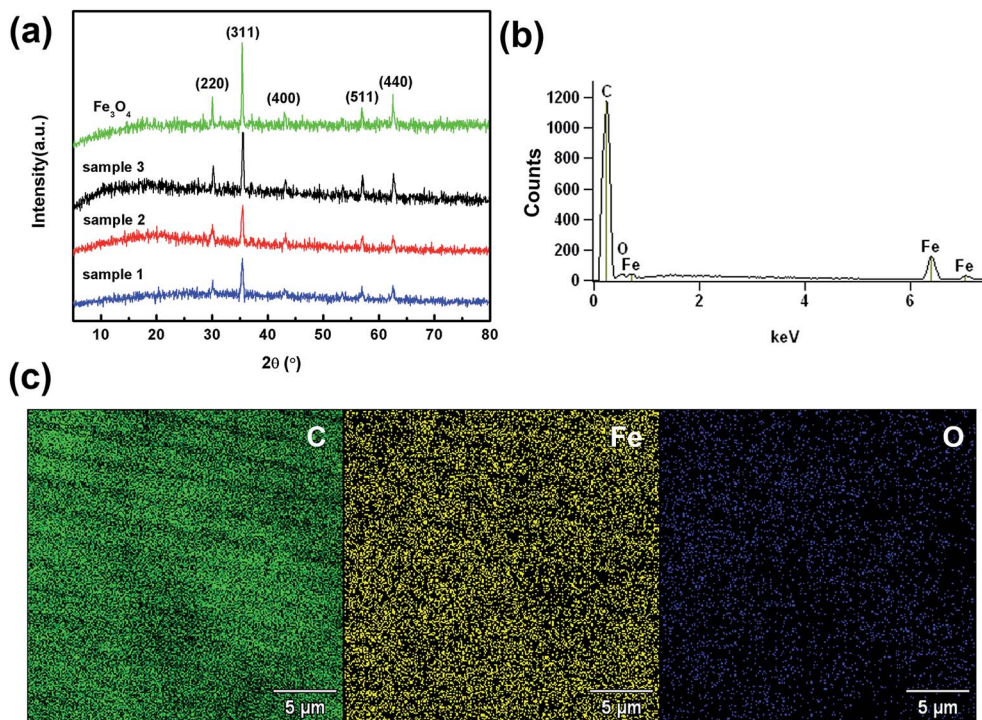 (a)
(311)
(220)
(400)
(511)
(440)
Fe3O4
sample 3
sample 2
sample 1
Intensity(a.u.)
10 20 30 40 50 60 70 80
2θ (°)
(b)
1200
1000
800
600
400
200
0
Counts
C
O
Fe
Fe
Fe
0 2 4 6
keV
(c)
C
Fe
O
5 µm
5 µm
5 µm